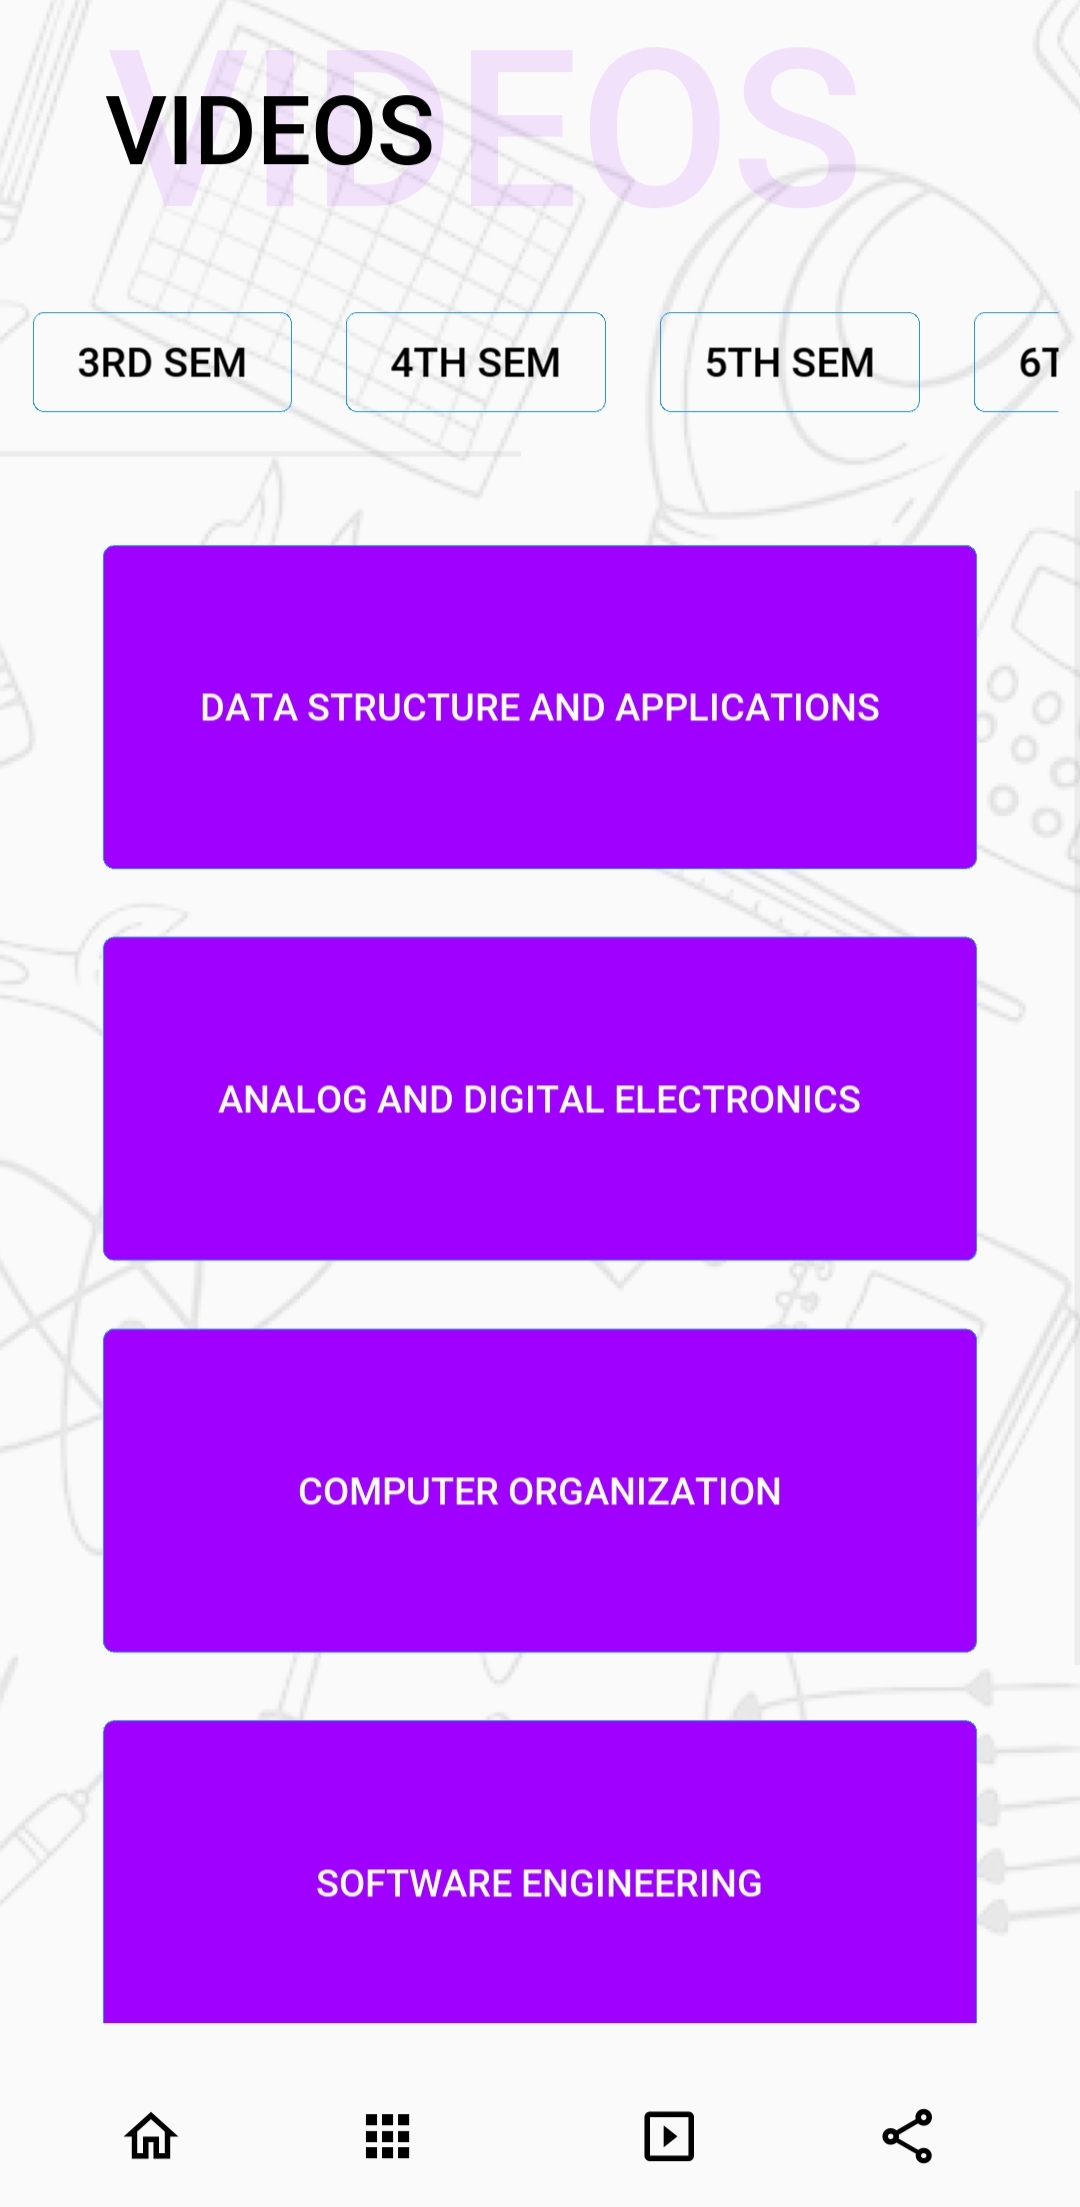 VIDEOS
VIDEOS
3RD SEM
4TH SEM
5TH SEM
6T
DATA STRUCTURE AND APPLICATIONS
ANALOG AND DIGITAL ELECTRONICS
COMPUTER ORGANIZATION
SOFTWARE ENGINEERING